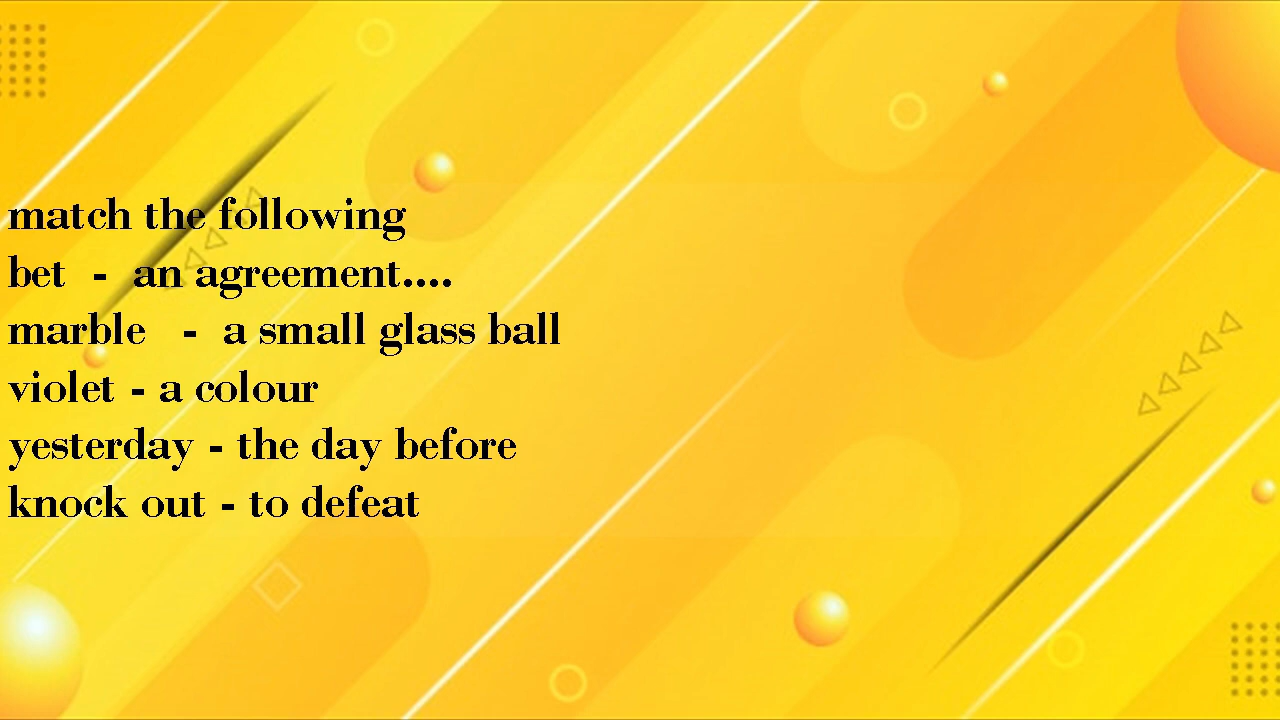 match the following
bet  -  an agreement....
marble   -  a small glass ball
violet - a colour
yesterday - the day before
knock out - to defeat